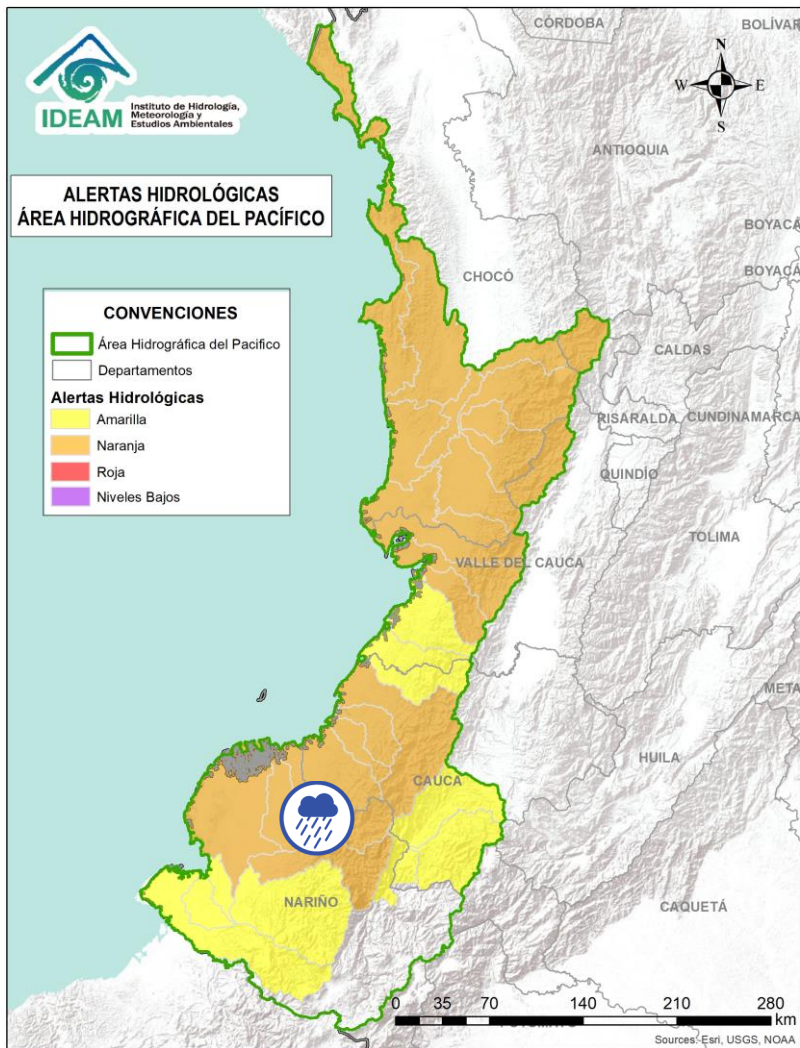 IDEAM
Instituto de Hidrología,
Meteorología y
Estudios Ambientales
ALERTAS HIDROLÓGICAS
ÁREA HIDROGRÁFICA DEL PACÍFICO
CONVENCIONES
Área Hidrográfica del Pacifico
Departamentos
Alertas Hidrológicas
Amarilla
Naranja
Roja
Niveles Bajos
N
W E
S
CÓRDOBA
BOLÍVAR
ANTIOQUIA
BOYACÁ
BOYACÁ
CHOCÓ
CALDAS
RISARALDA
CUNDINAMARCA
QUINDÍO
TOLIMA
VALLE DEL CAUCA
META
HUILA
CAUCA
NARIÑO
CAQUETÁ
0 35 70 140 210 280
km
Sources: Esri, USGS, NOAA